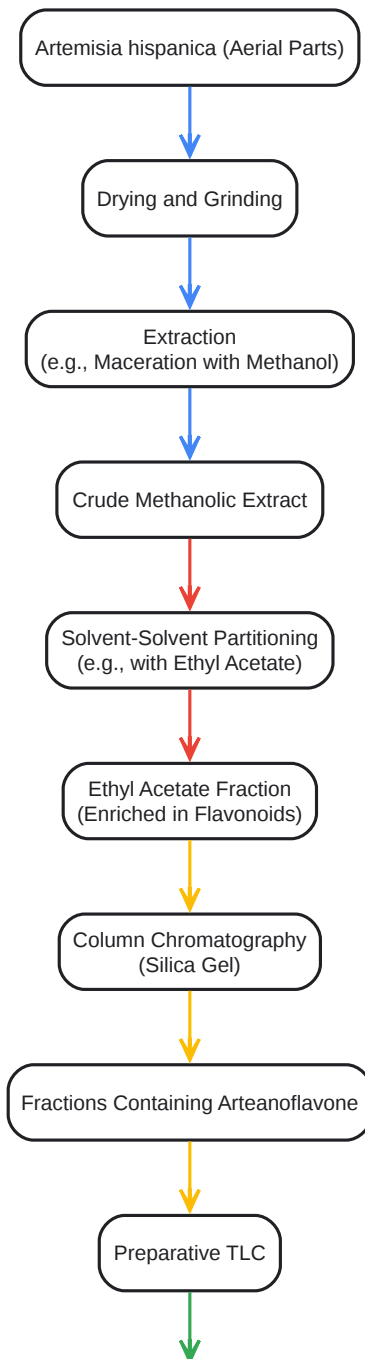 Artemisia hispanica (Aerial Parts)
Drying and Grinding
Extraction
(e.g., Maceration with Methanol)
Crude Methanolic Extract
Solvent-Solvent Partitioning
(e.g., with Ethyl Acetate)
Ethyl Acetate Fraction
(Enriched in Flavonoids)
Column Chromatography
(Silica Gel)
Fractions Containing Arteanoflavone
Preparative TLC